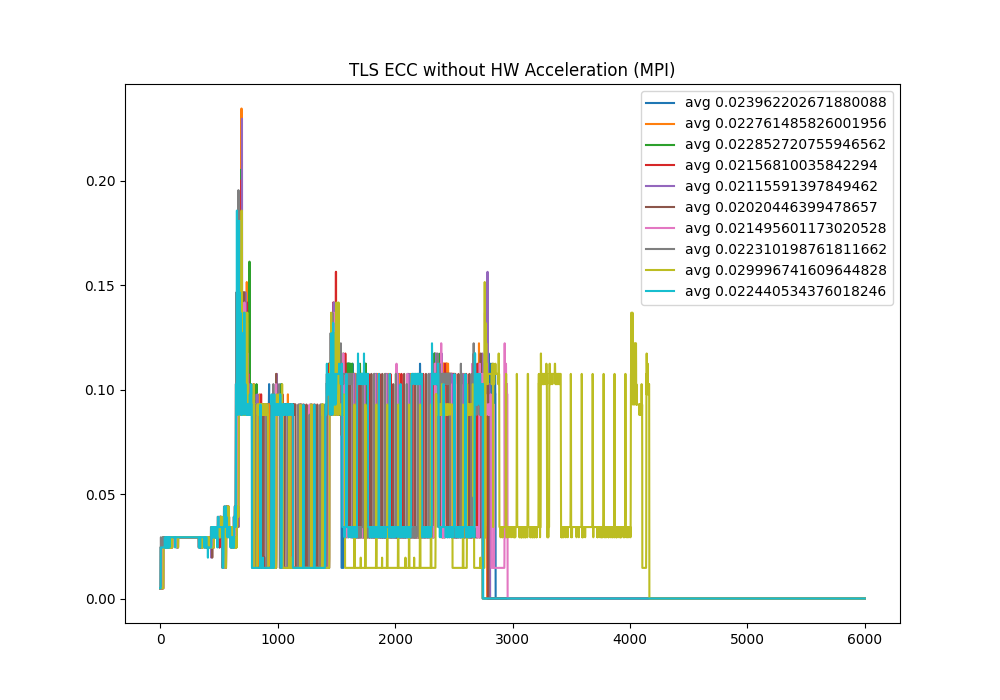 TLS ECC without HW Acceleration (MPI)
avg 0.023962202671880088
avg 0.022761485826001956
avg 0.022852720755946562
avg 0.02156810035842294
avg 0.02115591397849462
avg 0.02020446399478657
avg 0.021495601173020528
avg 0.022310198761811662
avg 0.029996741609644828
avg 0.022440534376018246
0.20
0.15
0.10
0.05
0.00
0 1000 2000 3000 4000 5000 6000